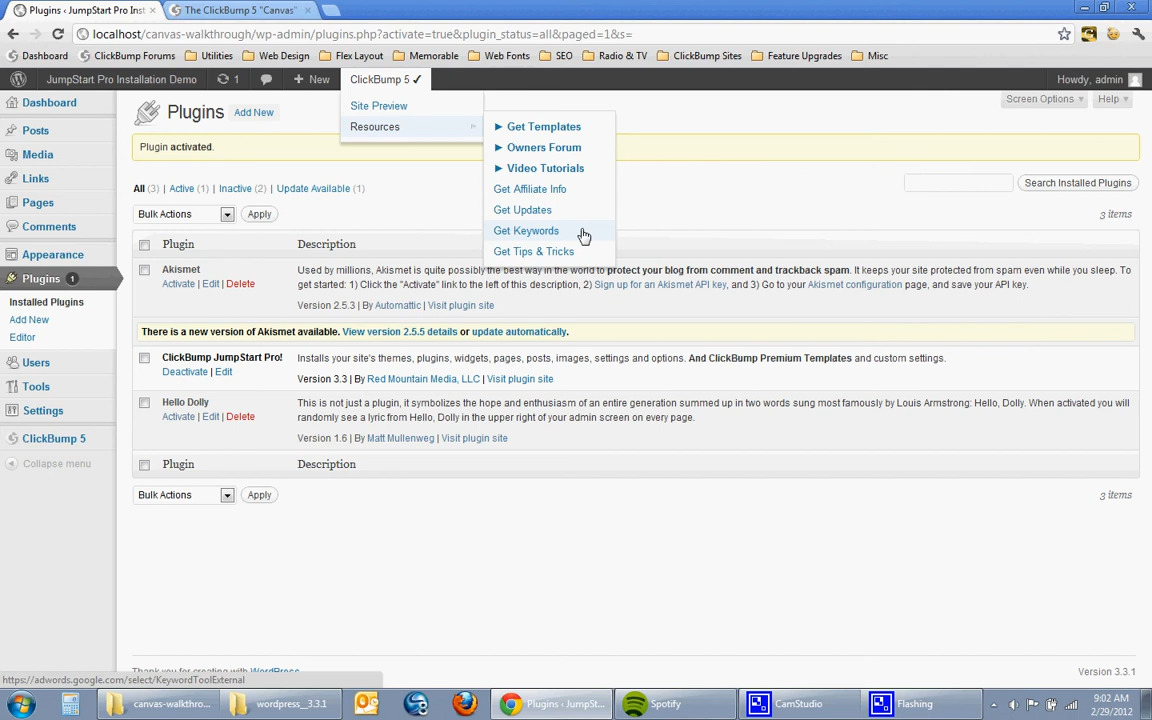 Plugins ‹ JumpStart Pro Inst
The ClickBump 5 "Canvas"
localhost/canvas-walkthrough/wp-admin/plugins.php?activate=true&plugin_status=all&paged=1&s=
Dashboard ClickBump Forums Utilities Web Design Flex Layout Memorable Web Fonts SEO Radio & TV ClickBump Sites Feature Upgrades Misc
JumpStart Pro Installation Demo 1 + New ClickBump 5 ✓ Howdy, admin
Dashboard
Posts
Media
Links
Pages
Comments
Appearance
Plugins 1
Installed Plugins
Add New
Editor
Users
Tools
Settings
ClickBump 5
Collapse menu
Site Preview
Resources
► Get Templates
► Owners Forum
► Video Tutorials
Get Affiliate Info
Get Updates
Get Keywords
Get Tips & Tricks
Screen Options Help
Plugins Add New
Plugin activated.
All (3) | Active (1) | Inactive (2) | Update Available (1)
Search Installed Plugins
Bulk Actions Apply
3 items
Plugin Description
Akismet
Activate | Edit | Delete
Used by millions, Akismet is quite possibly the best way in the world to protect your blog from comment and trackback spam. It keeps your site protected from spam even while you sleep. To
get started: 1) Click the "Activate" link to the left of this description, 2) Sign up for an Akismet API key, and 3) Go to your Akismet configuration page, and save your API key.
Version 2.5.3 | By Automattic | Visit plugin site
There is a new version of Akismet available. View version 2.5.5 details or update automatically.
ClickBump JumpStart Pro!
Deactivate | Edit
Installs your site's themes, plugins, widgets, pages, posts, images, settings and options. And ClickBump Premium Templates and custom settings.
Version 3.3 | By Red Mountain Media, LLC | Visit plugin site
Hello Dolly
Activate | Edit | Delete
This is not just a plugin, it symbolizes the hope and enthusiasm of an entire generation summed up in two words sung most famously by Louis Armstrong: Hello, Dolly. When activated you will
randomly see a lyric from Hello, Dolly in the upper right of your admin screen on every page.
Version 1.6 | By Matt Mullenweg | Visit plugin site
Plugin Description
Bulk Actions Apply
3 items
Thank you for creating with WordPress
Version 3.3.1
https://adwords.google.com/select/KeywordToolExternal
canvas-walkthro... wordpress__3.3.1 Plugins ‹ JumpSt... Spotify CamStudio Flashing
9:02 AM
2/29/2012